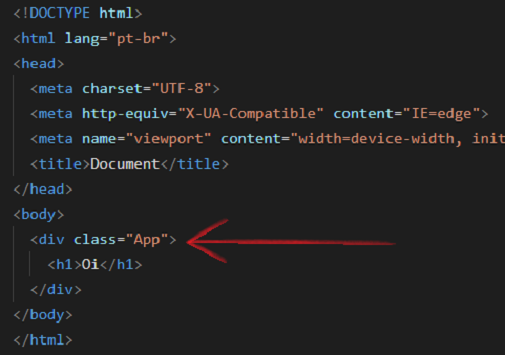 <!DOCTYPE html>
<html lang="pt-br">
<head>
<meta charset="UTF-8">
<meta http-equiv="X-UA-Compatible" content="IE=edge">
<meta name="viewport" content="width=device-width, init
<title>Document</title>
</head>
<body>
<div class="App">
<h1>Oi</h1>
</div>
</body>
</html>